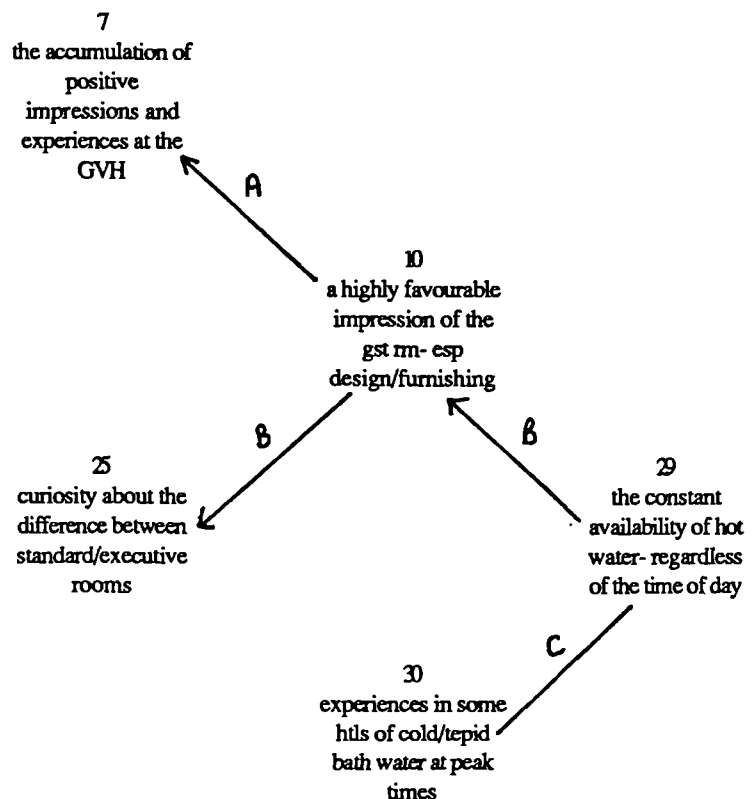 7
the accumulation of
positive
impressions and
experiences at the
GVH
A
10
a highly favourable
impression of the
gst rm- esp
design/furnishing
B
25
curiosity about the
difference between
standard/executive
rooms
B
29
the constant
availability of hot
water- regardless
of the time of day
C
30
experiences in some
htls of cold/tepid
bath water at peak
times